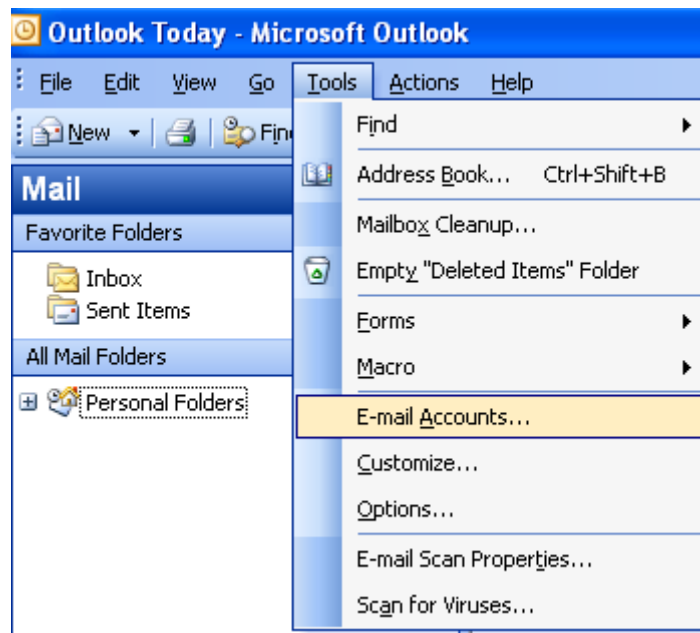 Outlook Today - Microsoft Outlook
File Edit View Go Tools Actions Help
New Fin
Mail
Favorite Folders
Inbox
Sent Items
All Mail Folders
Personal Folders
Find
Address Book... Ctrl+Shift+B
Mailbox Cleanup...
Empty "Deleted Items" Folder
Forms
Macro
E-mail Accounts...
Customize...
Options...
E-mail Scan Properties...
Scan for Viruses...